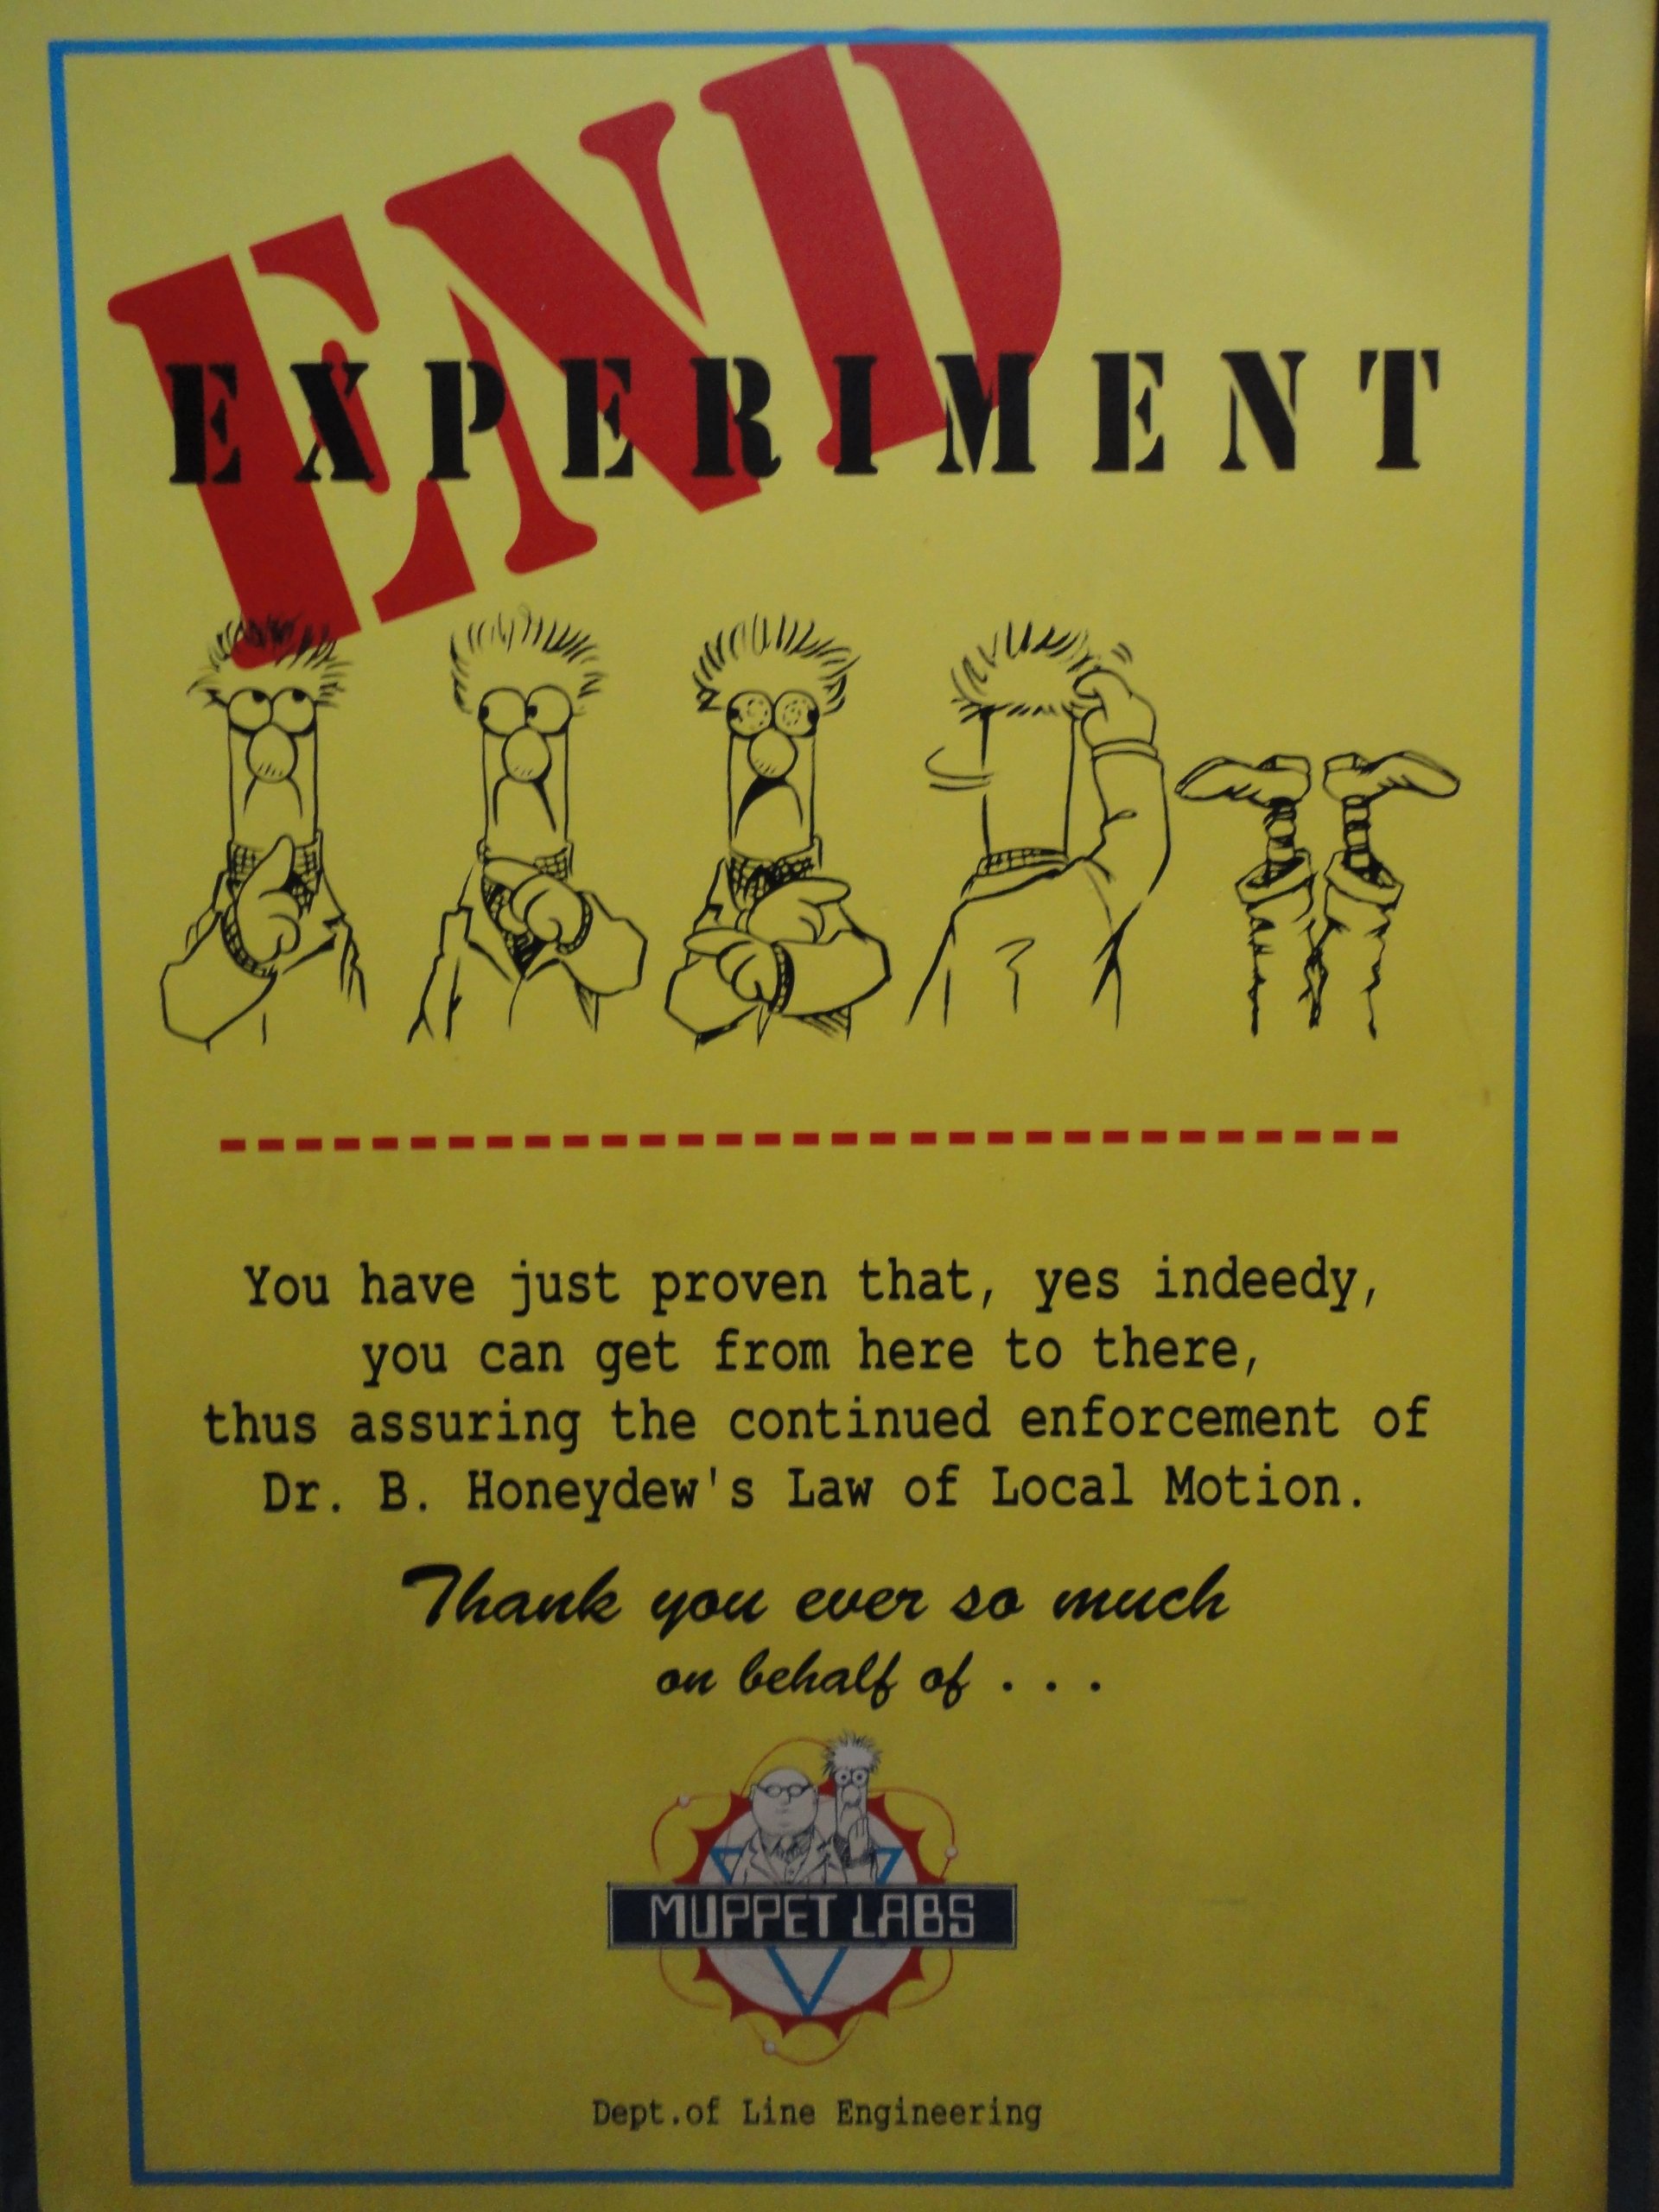 END
EXPERIMENT
You have just proven that, yes indeedy,
you can get from here to there,
thus assuring the continued enforcement of
Dr. B. Honeydew's Law of Local Motion.
Thank you ever so much
on behalf of . . .
MUPPET LABS
Dept.of Line Engineering